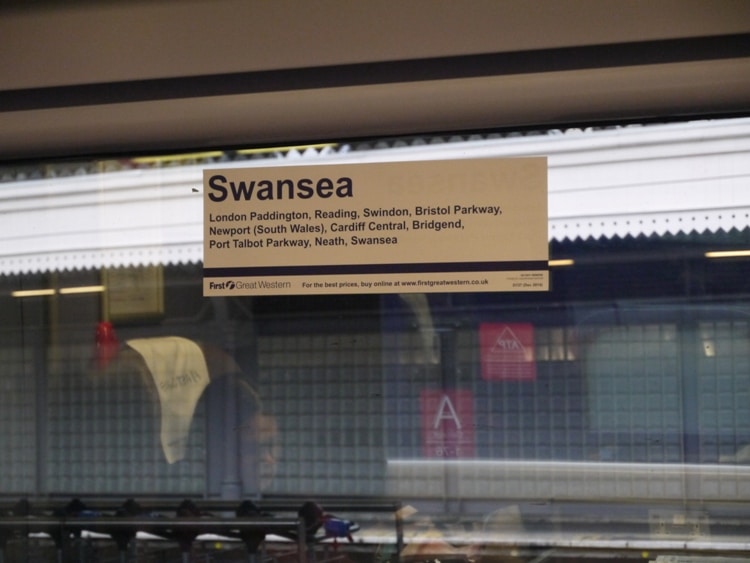 Swansea
London Paddington, Reading, Swindon, Bristol Parkway,
Newport (South Wales), Cardiff Central, Bridgend,
Port Talbot Parkway, Neath, Swansea
First Great Western For the best prices, buy online at www.firstgreatwestern.co.uk
A